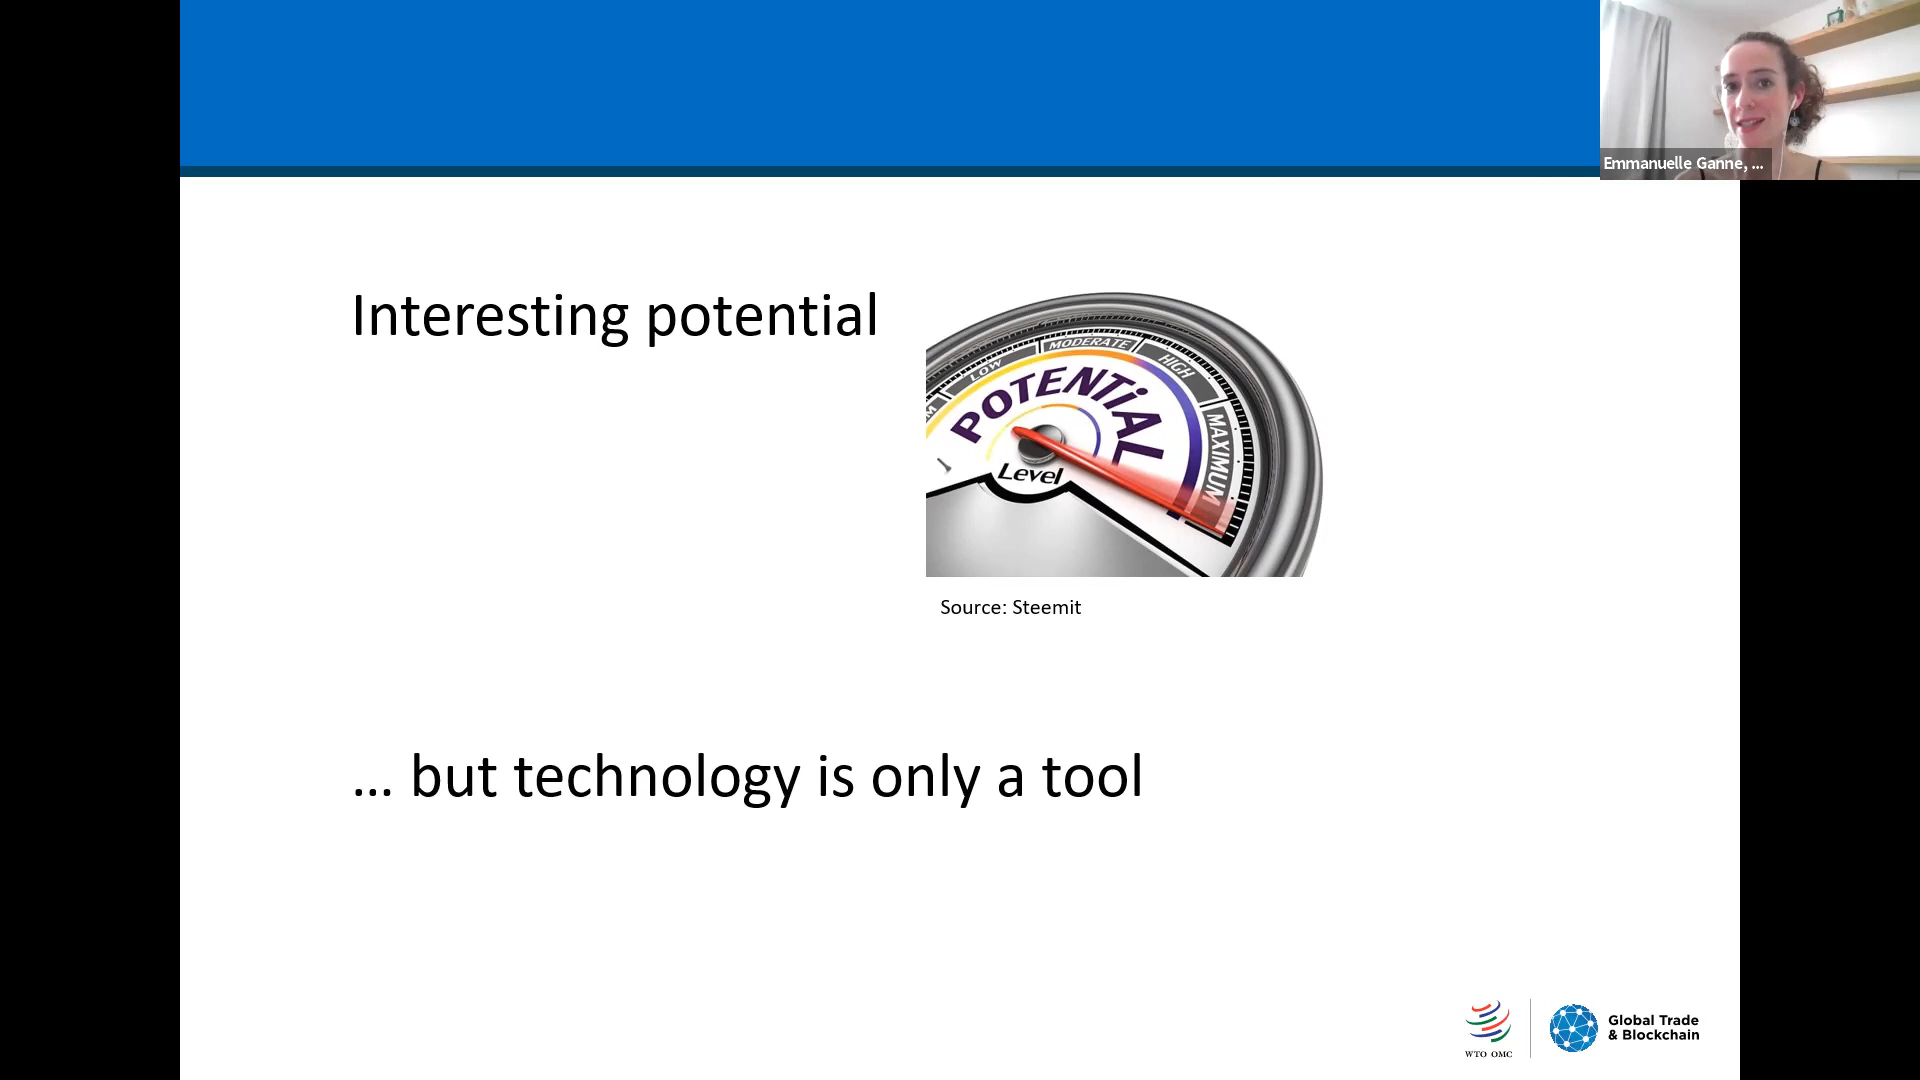 Emmanuelle Ganne, ...
Interesting potential
LOW
MODERATE
HIGH
MAXIMUM
POTENTiAL
Level
Source: Steemit
... but technology is only a tool
WTO OMC
Global Trade
& Blockchain